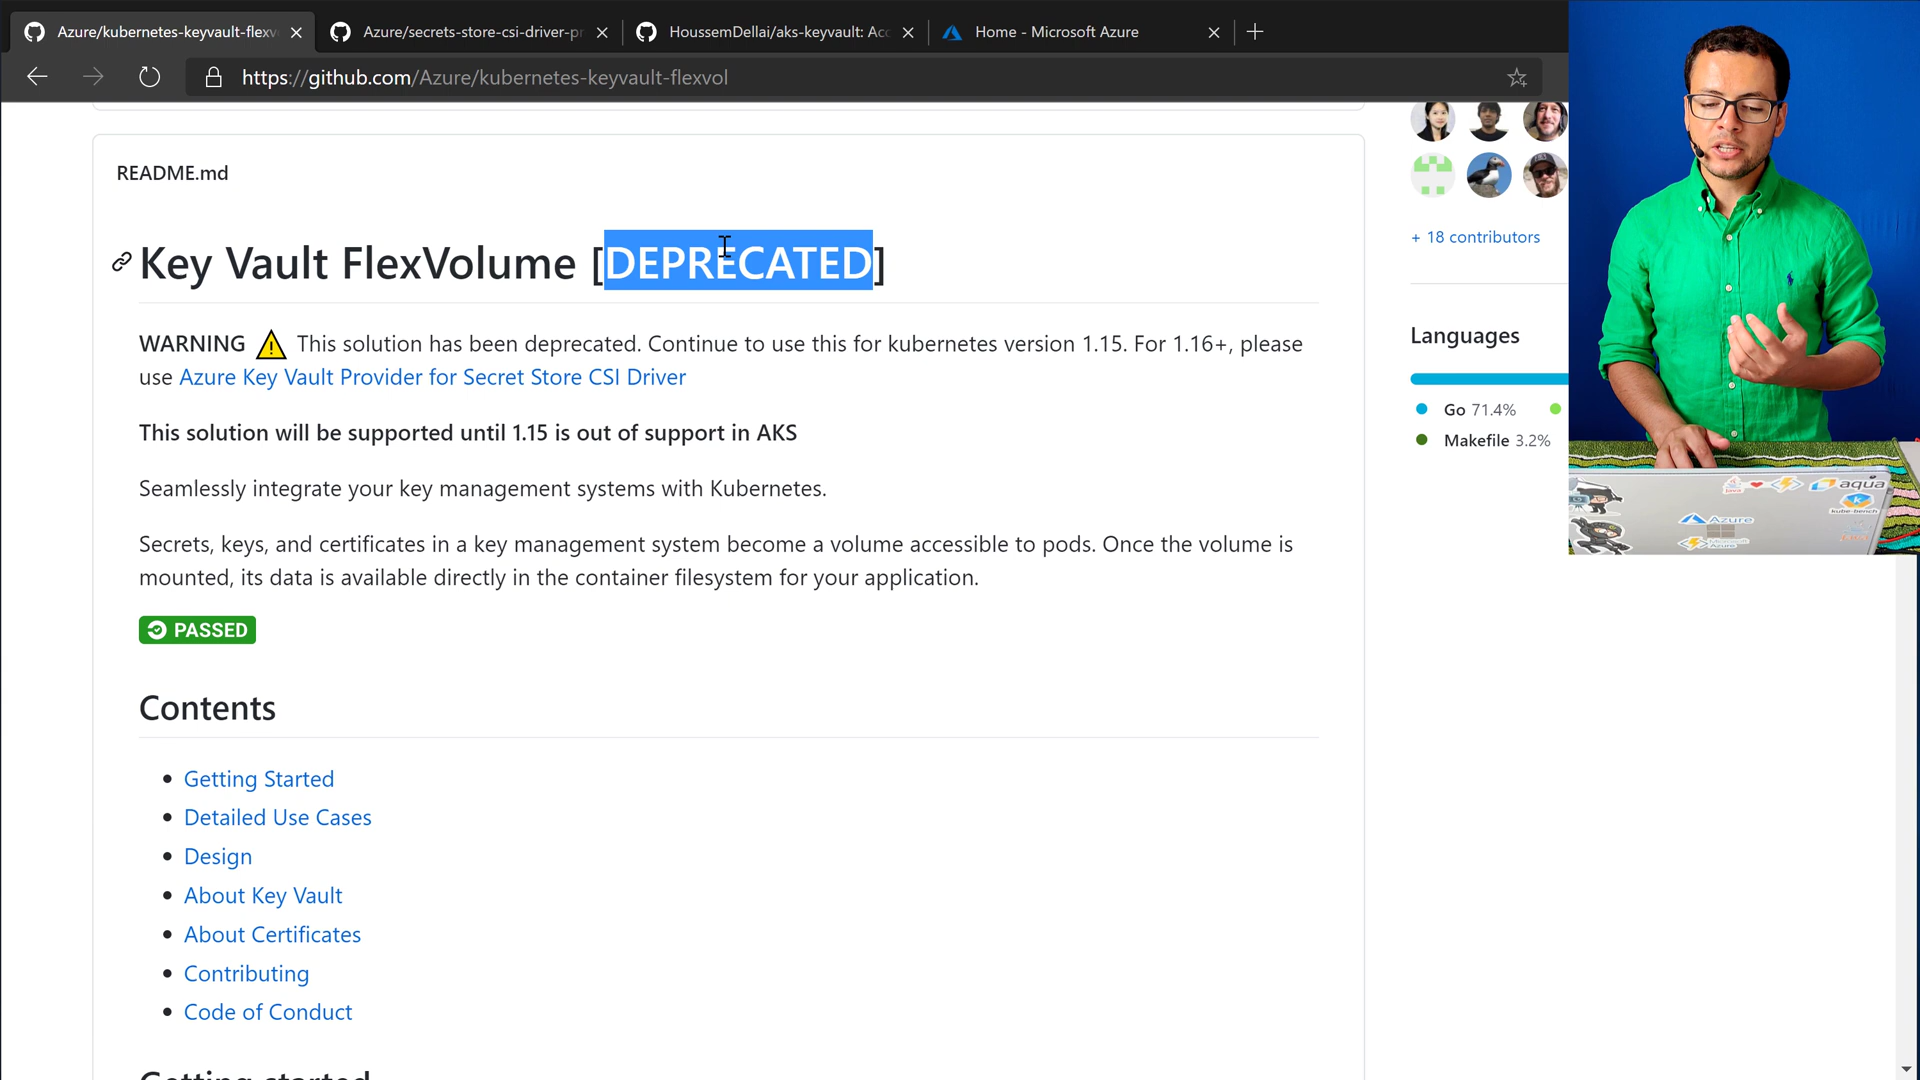 Azure/kubernetes-keyvault-flexv
Azure/secrets-store-csi-driver-pr
HoussemDellai/aks-keyvault: Acc
Home - Microsoft Azure
https://github.com/Azure/kubernetes-keyvault-flexvol
README.md
Key Vault FlexVolume [DEPRECATED]
WARNING ⚠ This solution has been deprecated. Continue to use this for kubernetes version 1.15. For 1.16+, please
use Azure Key Vault Provider for Secret Store CSI Driver
This solution will be supported until 1.15 is out of support in AKS
Seamlessly integrate your key management systems with Kubernetes.
Secrets, keys, and certificates in a key management system become a volume accessible to pods. Once the volume is
mounted, its data is available directly in the container filesystem for your application.
PASSED
Contents
Getting Started
Detailed Use Cases
Design
About Key Vault
About Certificates
Contributing
Code of Conduct
+ 18 contributors
Languages
Go 71.4%
Makefile 3.2%
aqua
kube-bench
Azure
Microsoft
Azure